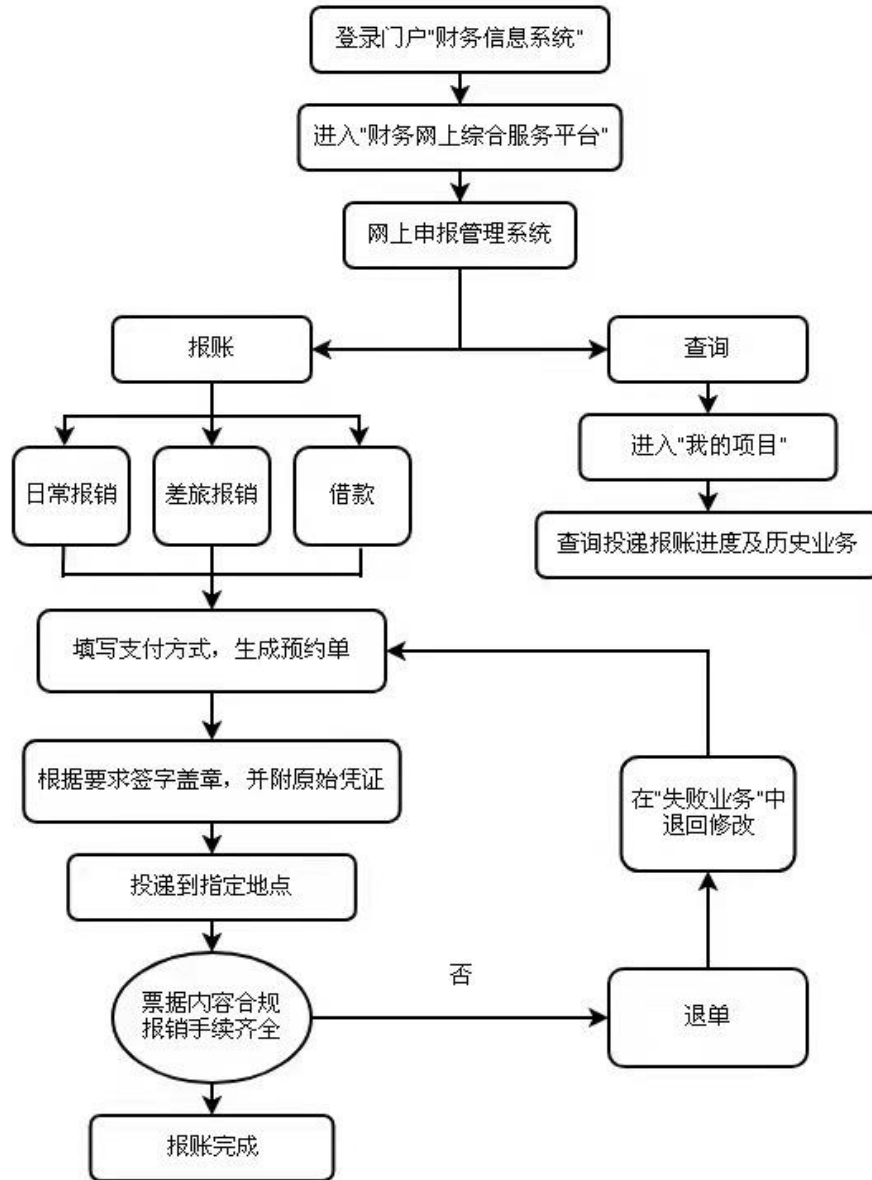 登录门户"财务信息系统"
进入"财务网上综合服务平台"
网上申报管理系统
报账
查询
进入"我的项目"
日常报销
差旅报销
借款
查询投递报账进度及历史业务
填写支付方式，生成预约单
根据要求签字盖章，并附原始凭证
在"失败业务"中
退回修改
投递到指定地点
否
票据内容合规
报销手续齐全
退单
报账完成